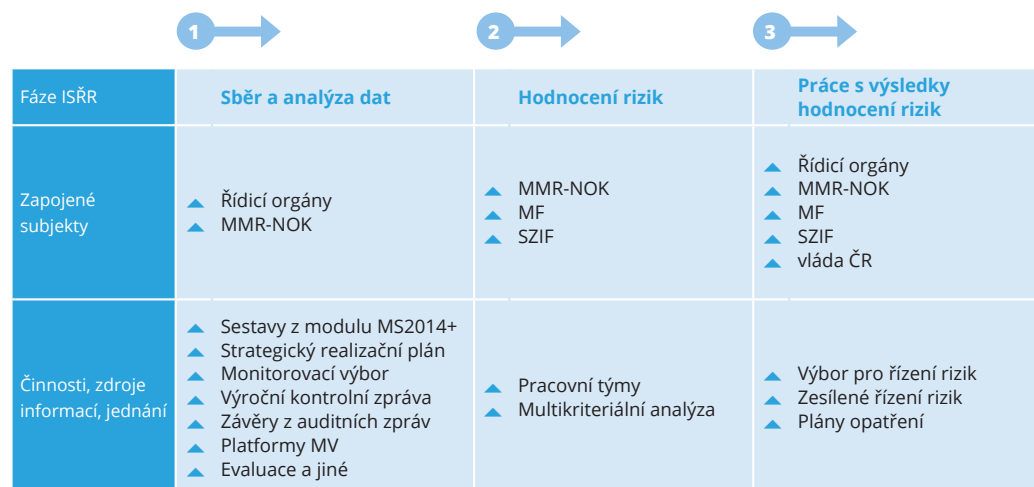 1
2
3
Fáze ISŘR
Sběr a analýza dat
Hodnocení rizik
Práce s výsledky
hodnocení rizik
Zapojené
subjekty
Řídicí orgány
MMR-NOK
MMR-NOK
MF
SZIF
Řídicí orgány
MMR-NOK
MF
SZIF
vláda ČR
Činnosti, zdroje
informací, jednání
Sestavy z modulu MS2014+
Strategický realizační plán
Monitorovací výbor
Výroční kontrolní zpráva
Závěry z auditních zpráv
Platformy MV
Evaluace a jiné
Pracovní týmy
Multikriteriální analýza
Výbor pro řízení rizik
Zesílené řízení rizik
Plány opatření